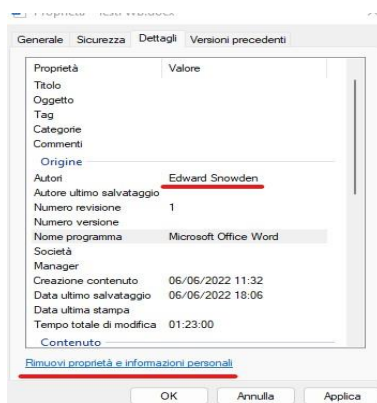 Generale Sicurezza Dettagli Versioni precedenti
Proprietà Valore
Titolo
Oggetto
Tag
Categorie
Commenti
Origine
Autori Edward Snowden
Autore ultimo salvataggio
Numero revisione 1
Numero versione
Nome programma Microsoft Office Word
Società
Manager
Creazione contenuto 06/06/2022 11:32
Data ultimo salvataggio 06/06/2022 18:06
Data ultima stampa
Tempo totale di modifica 01:23:00
Contenuto
Rimuovi proprietà e informazioni personali
OK Annulla Applica